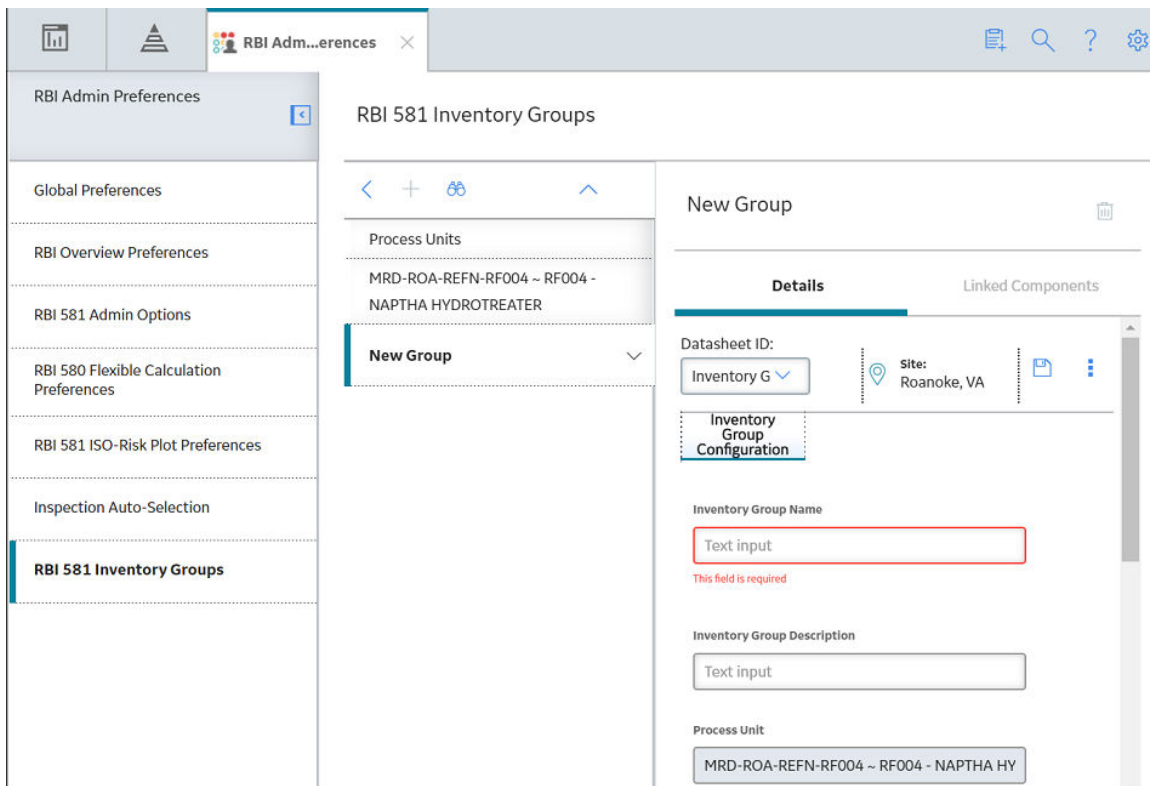 RBI Adm...erences
RBI Admin Preferences
Global Preferences
RBI Overview Preferences
RBI 581 Admin Options
RBI 580 Flexible Calculation
Preferences
RBI 581 ISO-Risk Plot Preferences
Inspection Auto-Selection
RBI 581 Inventory Groups
RBI 581 Inventory Groups
Process Units
MRD-ROA-REFN-RF004 ~ RF004 -
NAPTHA HYDROTREATER
New Group
New Group
Details
Linked Components
Datasheet ID:
Inventory G
Site:
Roanoke, VA
Inventory
Group
Configuration
Inventory Group Name
Text input
This field is required
Inventory Group Description
Text input
Process Unit
MRD-ROA-REFN-RF004 ~ RF004 - NAPTHA HY